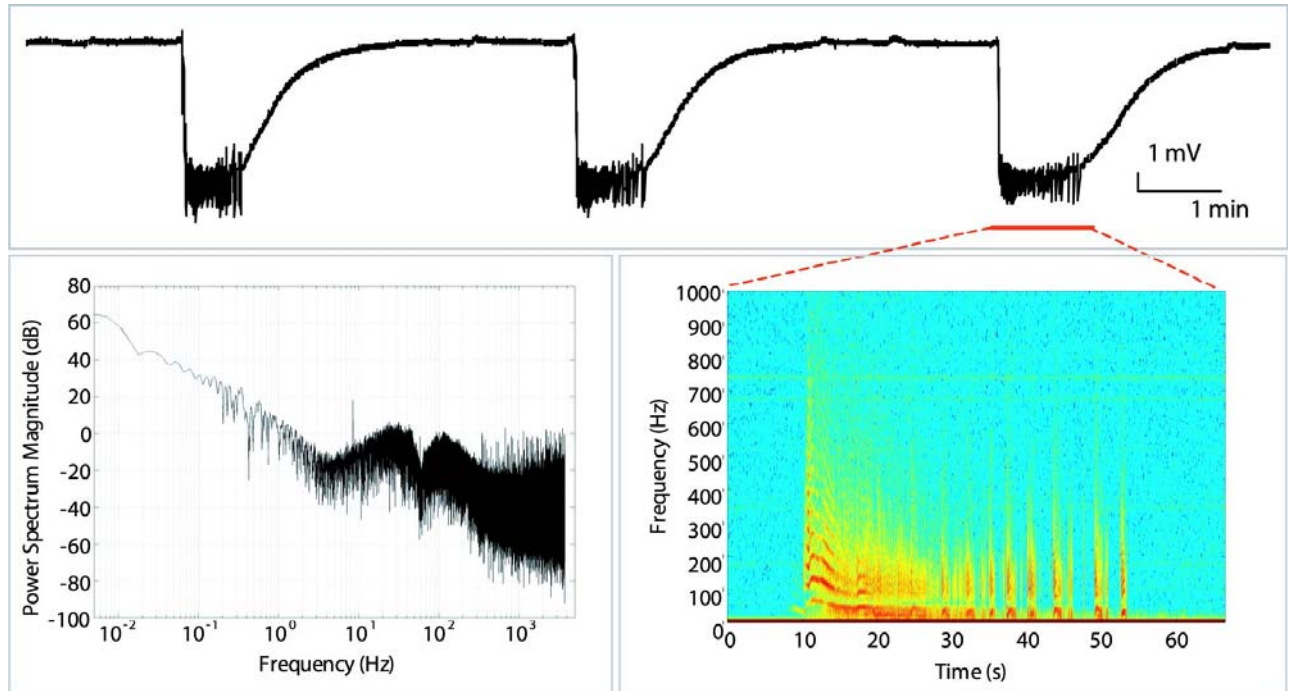 1 mV
1 min
80
60
40
20
0
-20
-40
-60
-80
-100
Power Spectrum Magnitude (dB)
10-2 10-1 100 101 102 103
Frequency (Hz)
1000
900
800
700
600
500
400
300
200
100
0
Frequency (Hz)
0 10 20 30 40 50 60
Time (s)